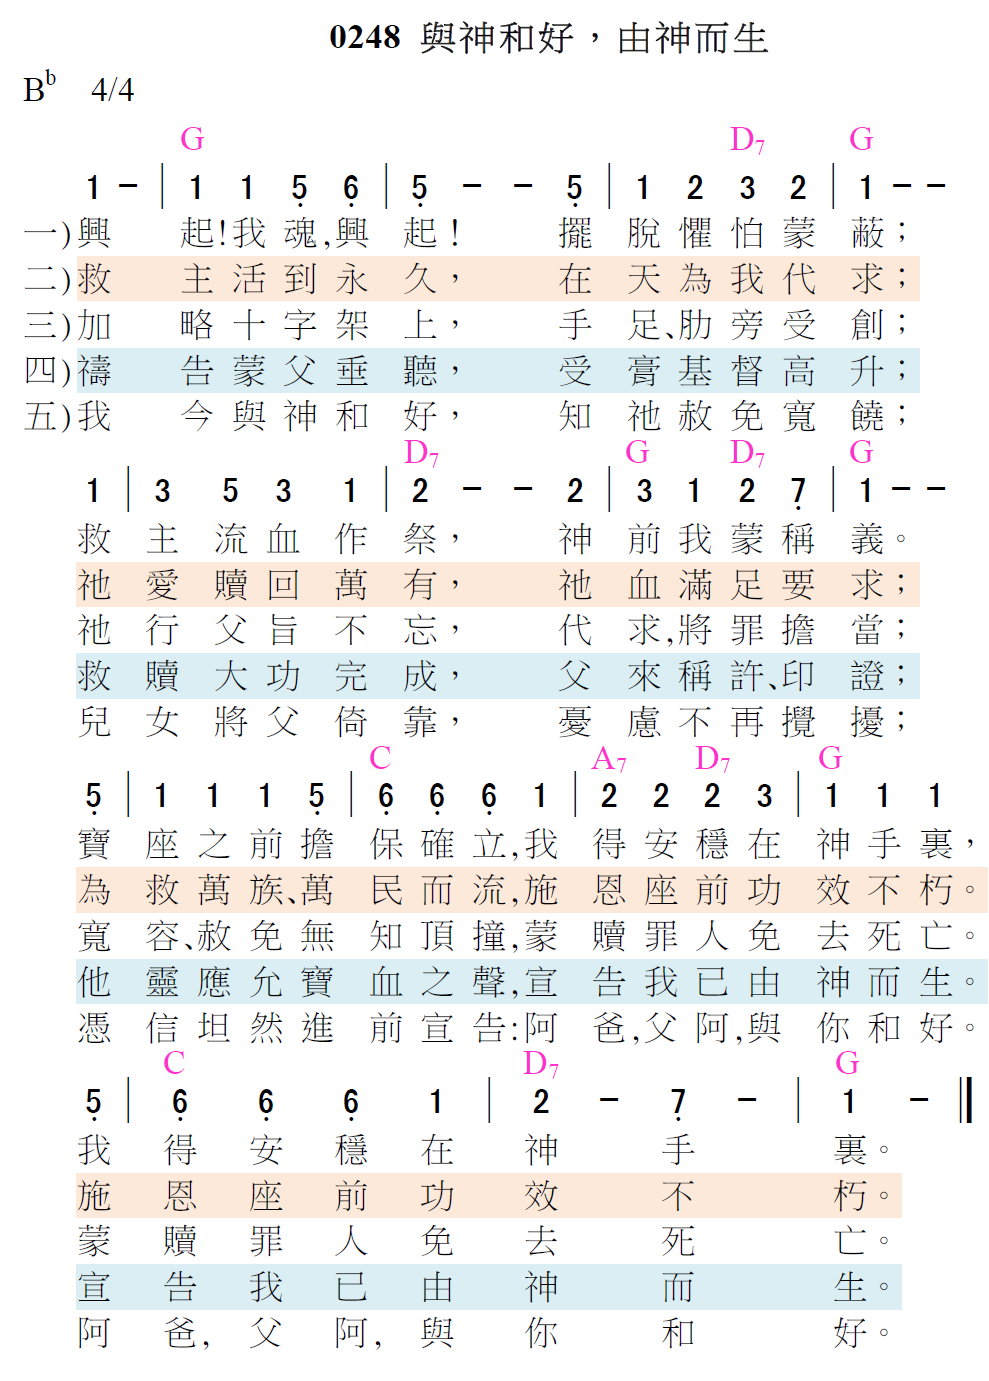 0248 與神和好，由神而生
Bb 4/4
G D7 G
1 － | 1 1 5̣ 6̣ | 5̣ － － 5̣ | 1 2 3 2 | 1 － －
一)興 起!我 魂,興 起! 擺 脫 懼 怕 蒙 蔽；
二)救 主 活 到 永 久， 在 天 為 我 代 求；
三)加 略 十 字 架 上， 手 足、肋 旁 受 創；
四)禱 告 蒙 父 垂 聽， 受 膏 基 督 高 升；
五)我 今 與 神 和 好， 知 祂 赦 免 寬 饒；
D7 G D7 G
1 | 3 5 3 1 | 2 － － 2 | 3 1 2 7̣ | 1 － －
救 主 流 血 作 祭， 神 前 我 蒙 稱 義。
祂 愛 贖 回 萬 有， 祂 血 滿 足 要 求；
祂 行 父 旨 不 忘， 代 求,將 罪 擔 當；
救 贖 大 功 完 成， 父 來 稱 許、印 證；
兒 女 將 父 倚 靠， 憂 慮 不 再 攪 擾；
C A7 D7 G
5̣ | 1 1 1 5̣ | 6̣ 6̣ 6̣ 1 | 2 2 2 3 | 1 1 1
寶 座 之 前 擔 保 確 立,我 得 安 穩 在 神 手 裏，
為 救 萬 族、萬 民 而 流,施 恩 座 前 功 效 不 朽。
寬 容、赦 免 無 知 頂 撞,蒙 贖 罪 人 免 去 死 亡。
他 靈 應 允 寶 血 之 聲,宣 告 我 已 由 神 而 生。
憑 信 坦 然 進 前 宣 告:阿 爸,父 阿,與 你 和 好。
C D7 G
5̣ | 6̣ 6̣ 6̣ 1 | 2 － 7̣ － | 1 － ‖
我 得 安 穩 在 神 手 裏。
施 恩 座 前 功 效 不 朽。
蒙 贖 罪 人 免 去 死 亡。
宣 告 我 已 由 神 而 生。
阿 爸, 父 阿, 與 你 和 好。